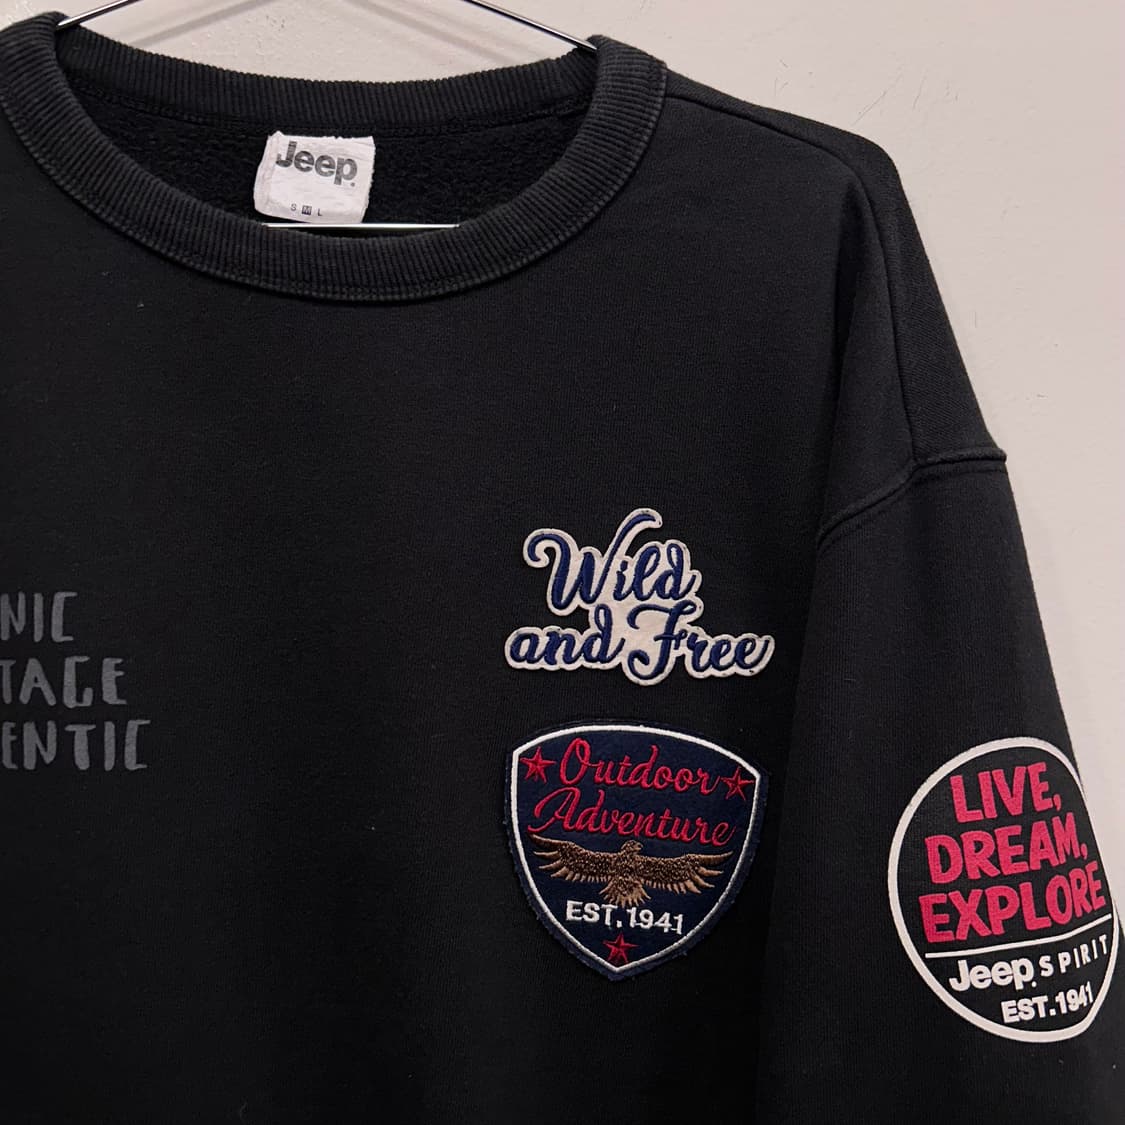 Jeep
S M L
NIC
TAGE
ENTIC
Wild
and Free
Outdoor
Adventure
EST. 1941
LIVE,
DREAM,
EXPLORE
Jeep SPIRIT
EST. 1941